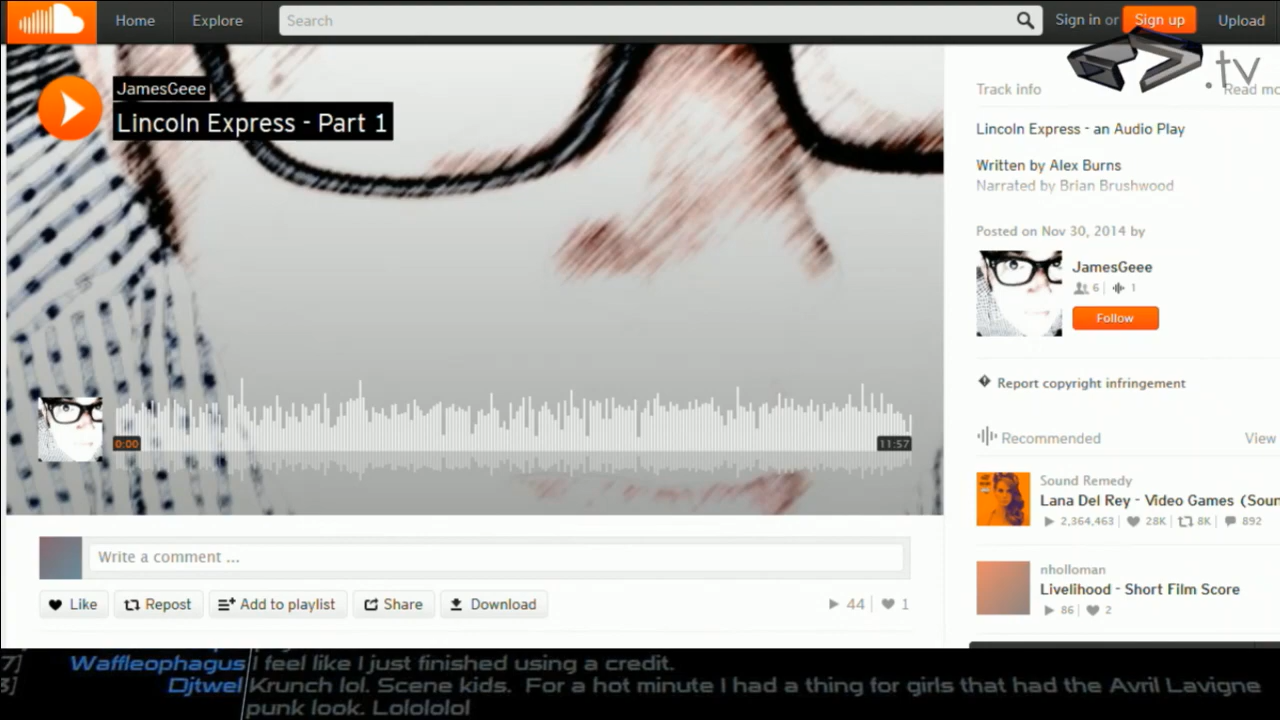 Home
Explore
Search
Sign in or
Sign up
Upload
.tv
JamesGeee
Lincoln Express - Part 1
Track info
Read mo
Lincoln Express - an Audio Play
Written by Alex Burns
Narrated by Brian Brushwood
Posted on Nov 30, 2014 by
JamesGeee
6 | 1
Follow
Report copyright infringement
0:00
11:57
Recommended
View
Sound Remedy
Lana Del Rey - Video Games (Soun
2,364,463 | 28K | 8K | 892
nholloman
Livelihood - Short Film Score
86 | 2
Write a comment ...
Like
Repost
Add to playlist
Share
Download
44 | 1
7] Waffleophagus I feel like I just finished using a credit.
3] Djtwel Krunch lol. Scene kids. For a hot minute I had a thing for girls that had the Avril Lavigne
punk look. Lolololol